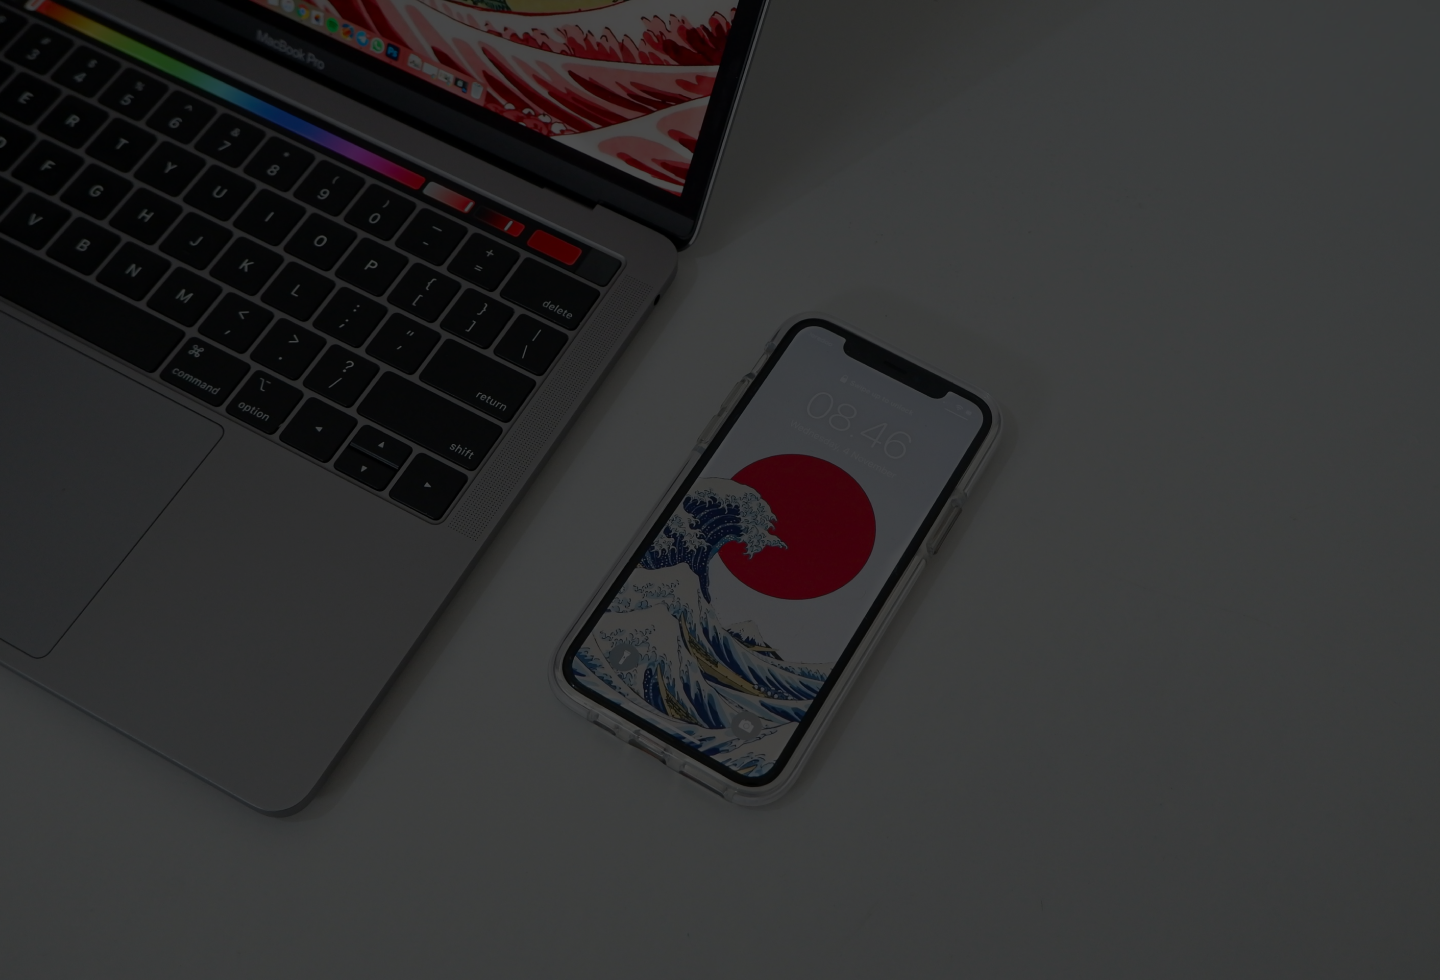 MacBook Pro
# 3 $ 4 % 5 ^ 6 & 7 * 8 ( 9 ) 0 _ - + = delete
E R T Y U I O P { [ } ] | \
F G H J K L : ; " ' return
V B N M < , > . ? / shift
⌘ command ⌥ option ◀ ▲ ▼ ▶
08.46